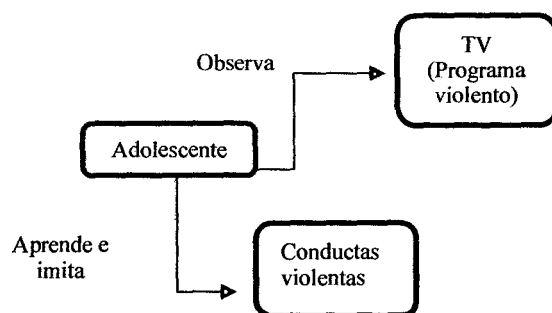 TV
(Programa
violento)
Observa
Adolescente
Aprende e
imita
Conductas
violentas